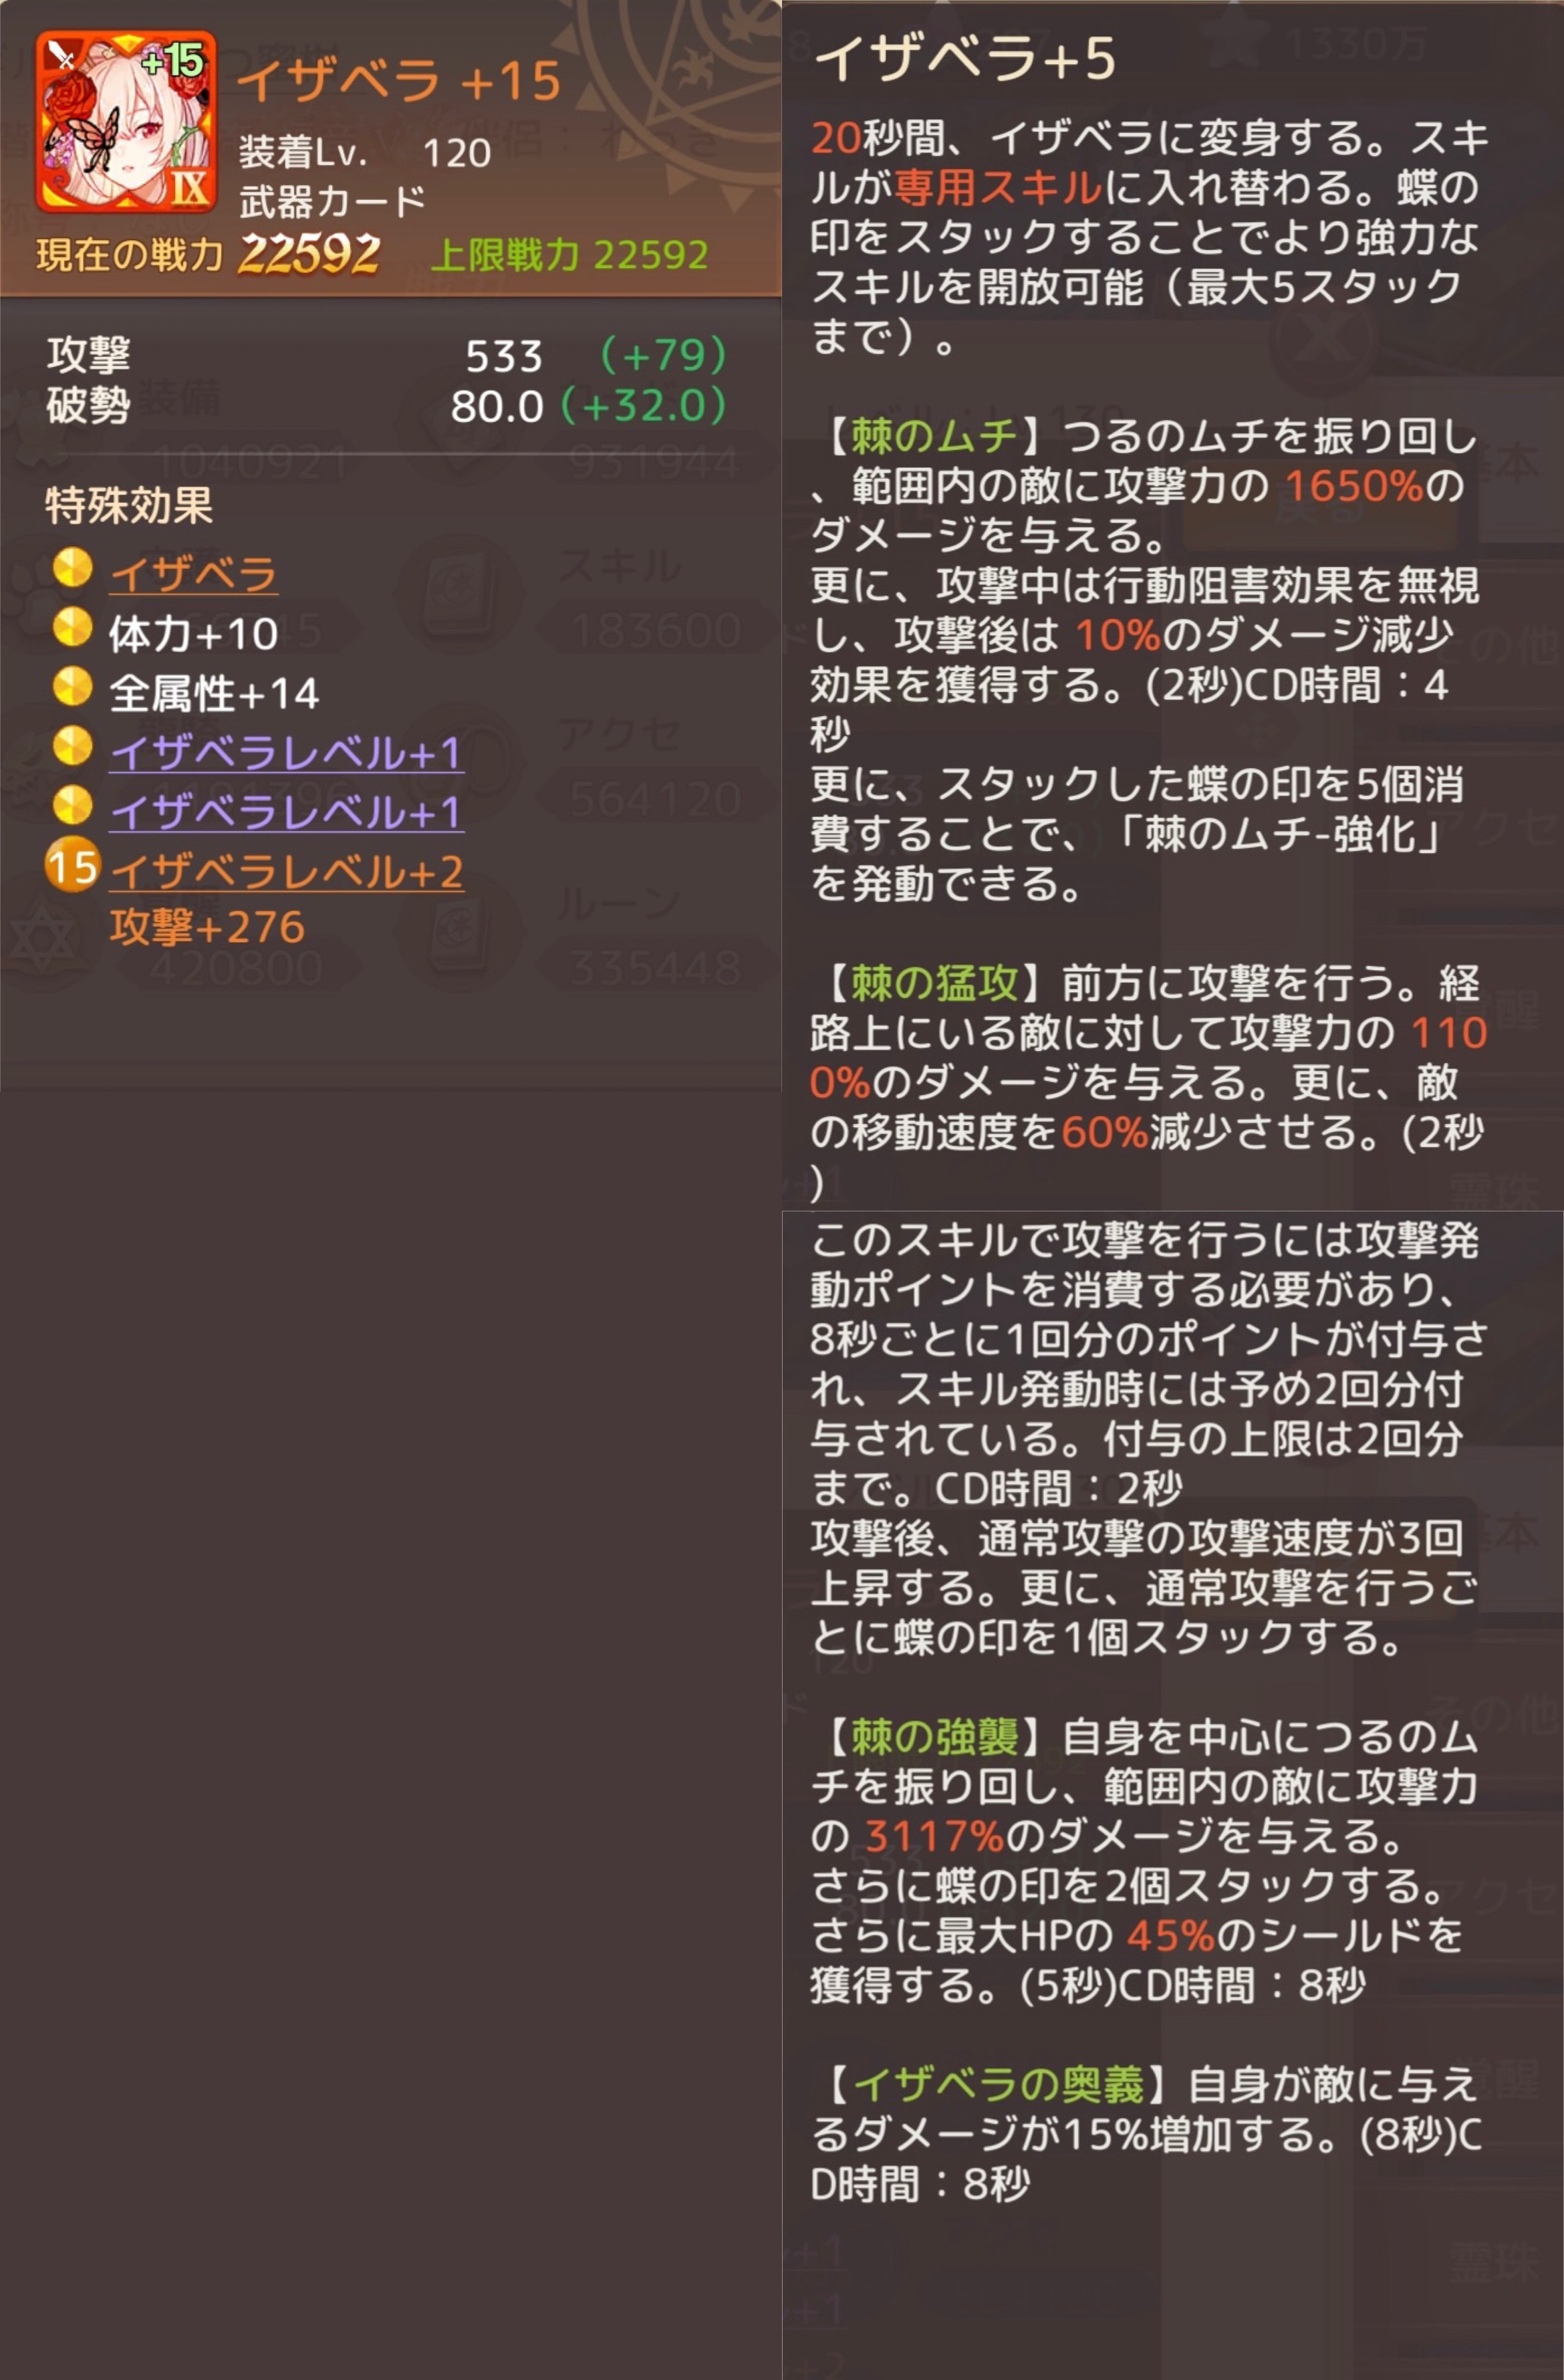 +15
IX
イザベラ +15
装着Lv. 120
武器カード
現在の戦力 22592 上限戦力 22592
攻撃 533 (+79)
破勢 80.0 (+32.0)
特殊効果
イザベラ
体力+10
全属性+14
イザベラレベル+1
イザベラレベル+1
15 イザベラレベル+2
攻撃+276
イザベラ+5
20秒間、イザベラに変身する。スキ
ルが専用スキルに入れ替わる。蝶の
印をスタックすることでより強力な
スキルを開放可能（最大5スタック
まで）。
【棘のムチ】つるのムチを振り回し
、範囲内の敵に攻撃力の 1650%の
ダメージを与える。
更に、攻撃中は行動阻害効果を無視
し、攻撃後は 10%のダメージ減少
効果を獲得する。(2秒)CD時間：4
秒
更に、スタックした蝶の印を5個消
費することで、「棘のムチ-強化」
を発動できる。
【棘の猛攻】前方に攻撃を行う。経
路上にいる敵に対して攻撃力の 110
0%のダメージを与える。更に、敵
の移動速度を60%減少させる。(2秒
)
このスキルで攻撃を行うには攻撃発
動ポイントを消費する必要があり、
8秒ごとに1回分のポイントが付与さ
れ、スキル発動時には予め2回分付
与されている。付与の上限は2回分
まで。CD時間：2秒
攻撃後、通常攻撃の攻撃速度が3回
上昇する。更に、通常攻撃を行うご
とに蝶の印を1個スタックする。
【棘の強襲】自身を中心につるのム
チを振り回し、範囲内の敵に攻撃力
の 3117%のダメージを与える。
さらに蝶の印を2個スタックする。
さらに最大HPの 45%のシールドを
獲得する。(5秒)CD時間：8秒
【イザベラの奥義】自身が敵に与え
るダメージが15%増加する。(8秒)C
D時間：8秒